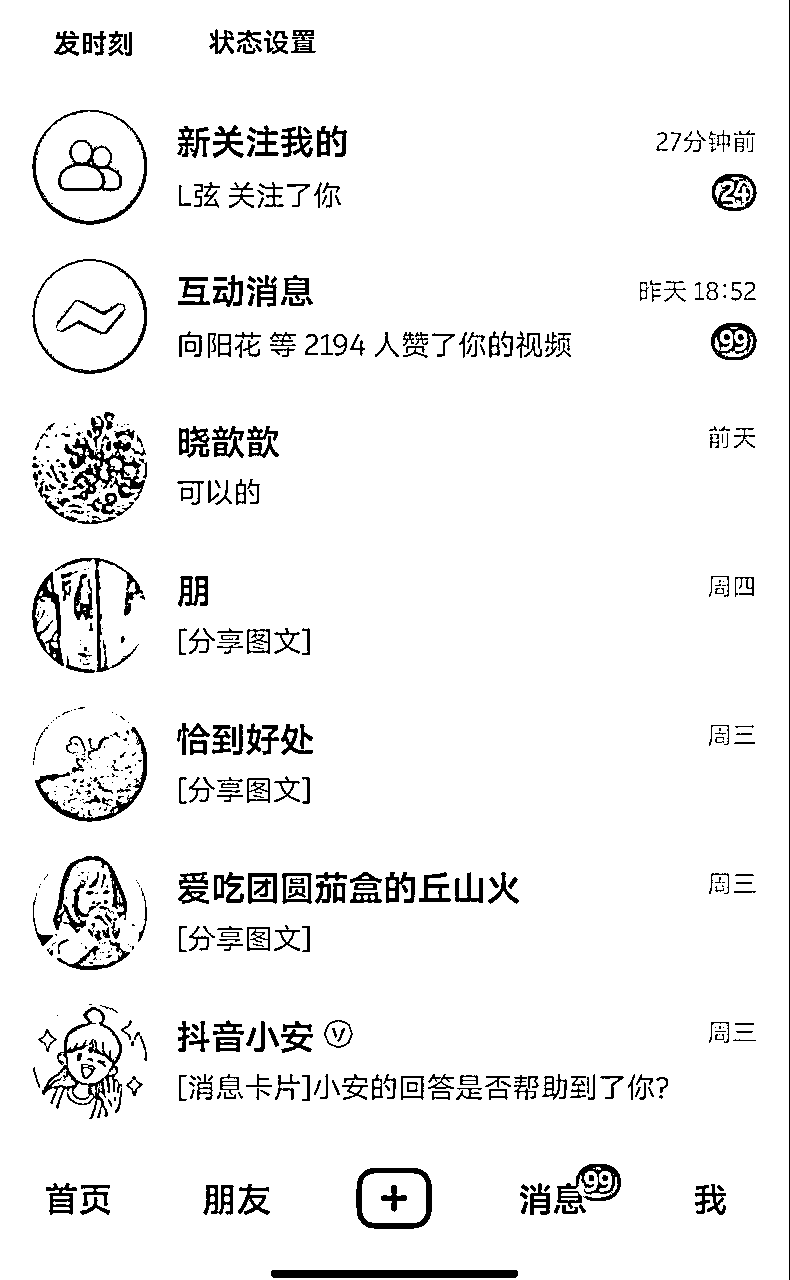 发时刻 状态设置
新关注我的 27分钟前
L弦 关注了你 24
互动消息 昨天 18:52
向阳花 等 2194 人赞了你的视频 99
晓歆歆 前天
可以的
朋 周四
[分享图文]
恰到好处 周三
[分享图文]
爱吃团圆茄盒的丘山火 周三
[分享图文]
抖音小安 周三
[消息卡片]小安的回答是否帮助到了你?
首页 朋友 消息 99 我